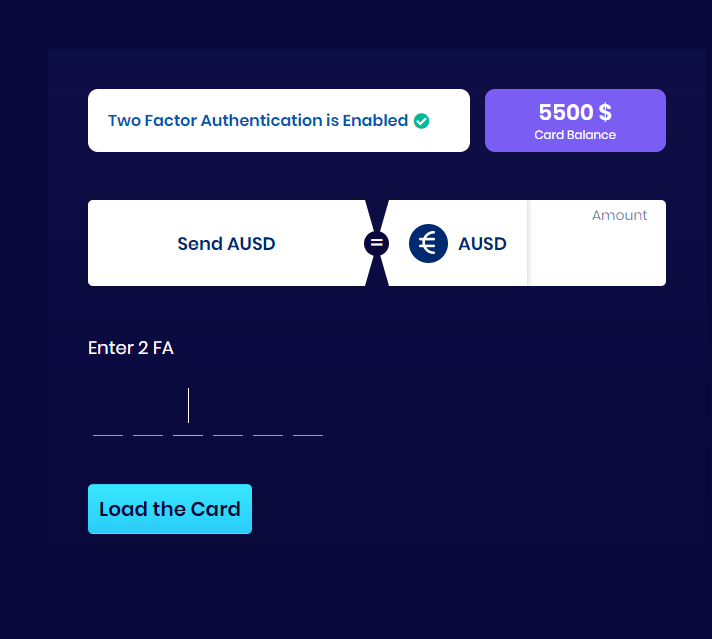 Two Factor Authentication is Enabled
5500 $
Card Balance
Send AUSD
=
€ AUSD
Amount
Enter 2 FA
Load the Card